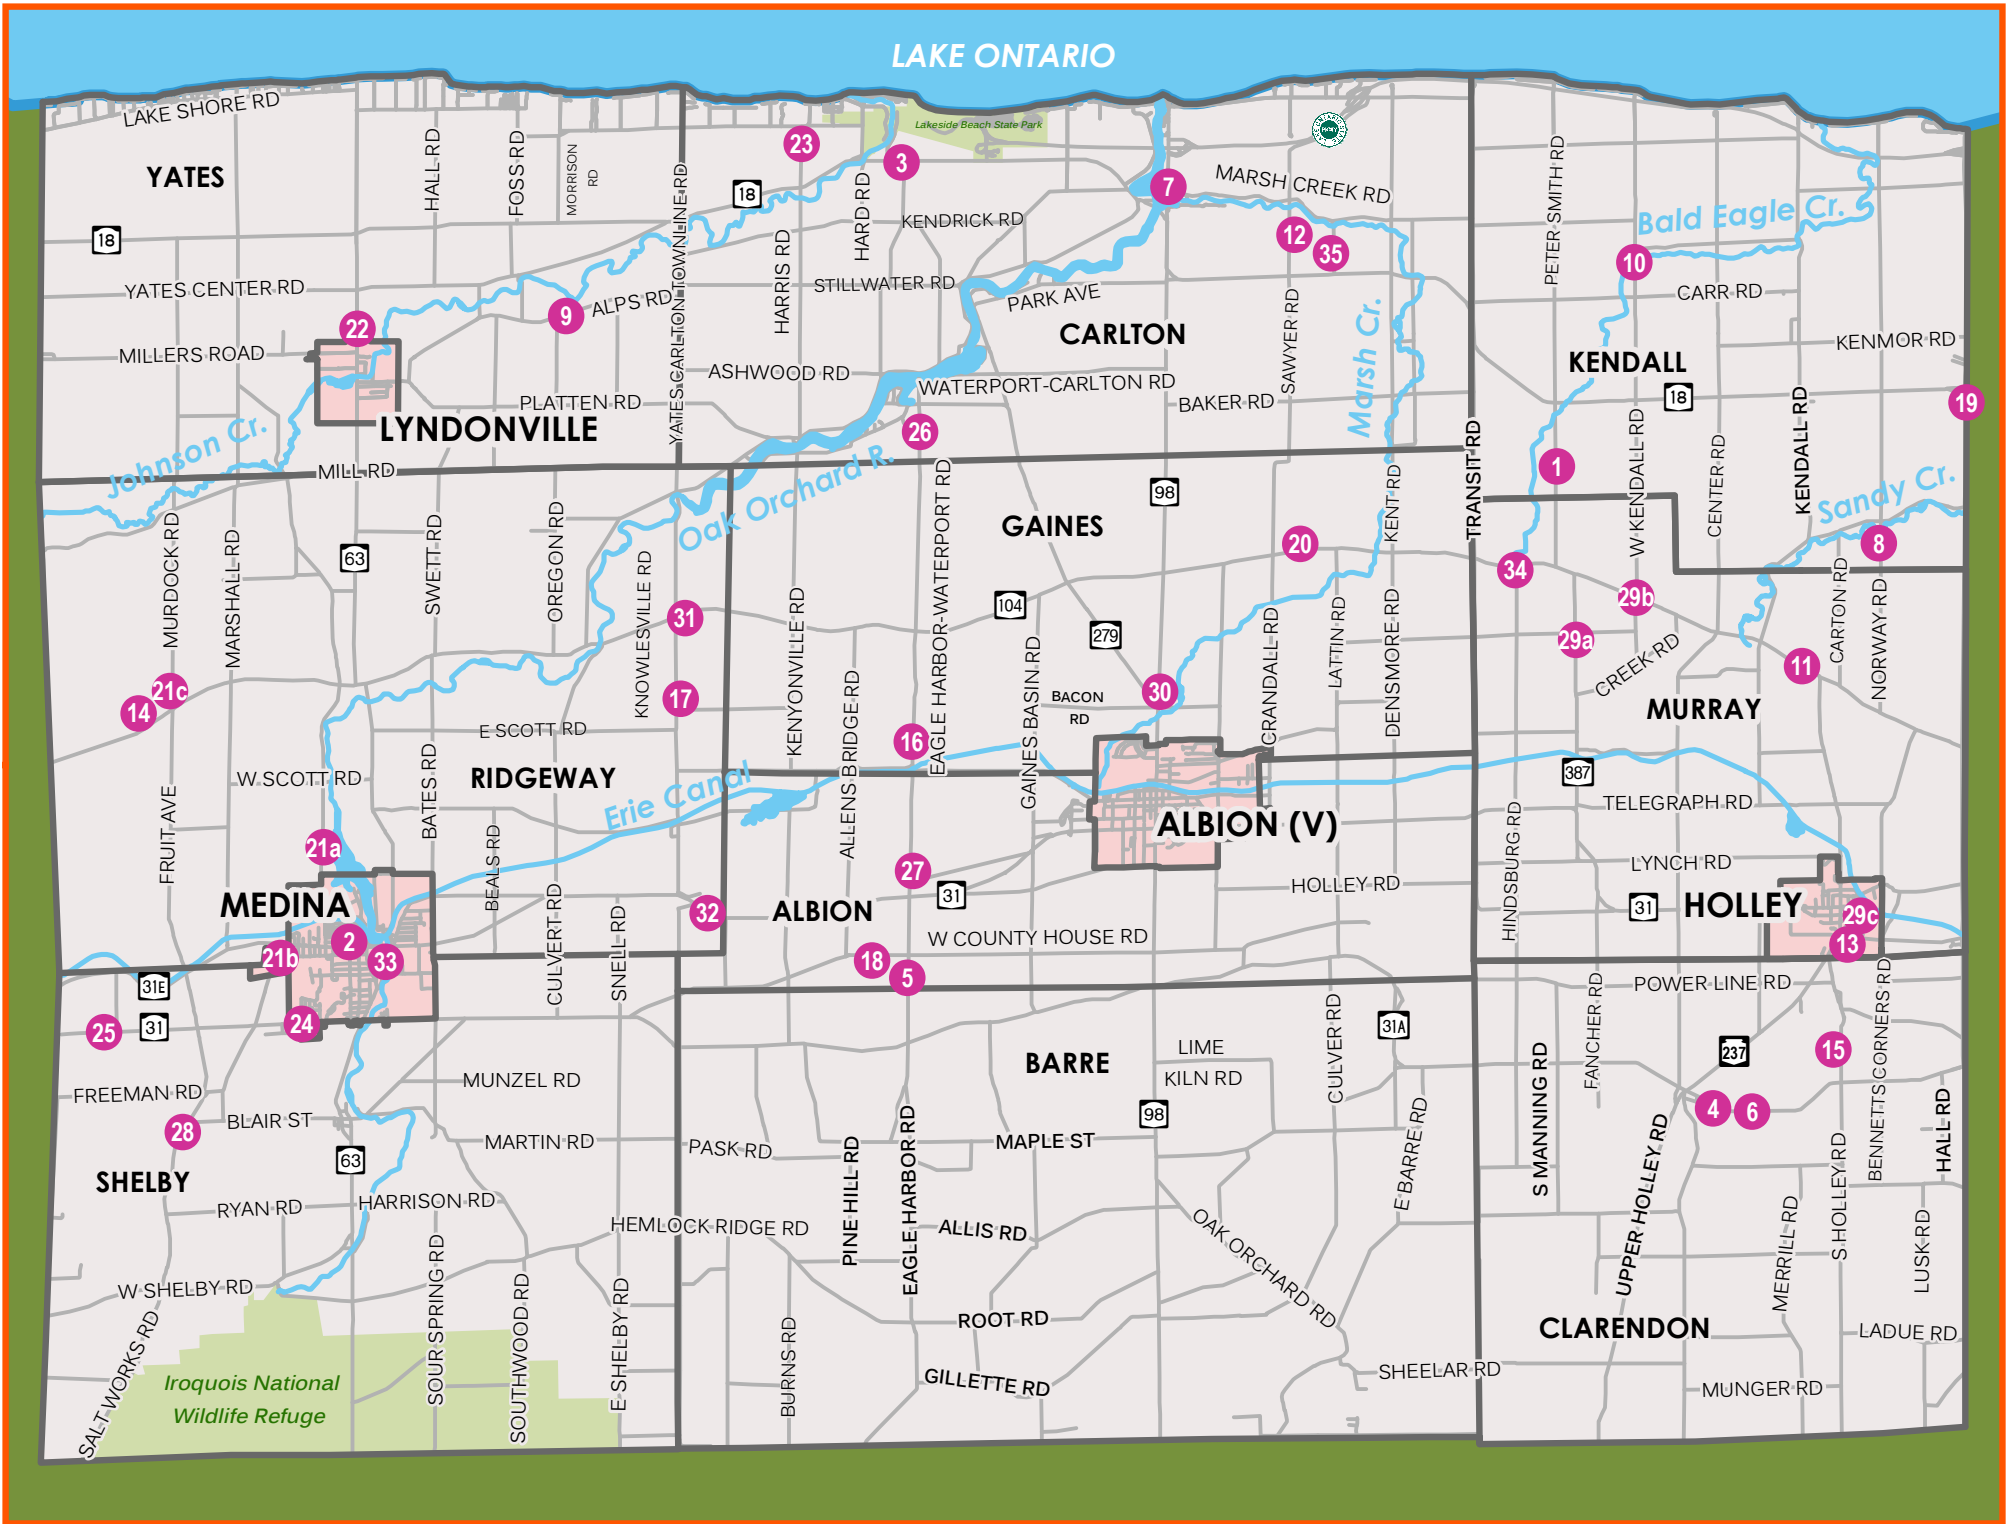 LAKE ONTARIO
LAKE SHORE RD
YATES
HALL RD
FOSS RD
MORRISON
RD
YATES CARLTON TOWNLINE RD
23
3
Lakeside Beach State Park
18
18
HARD RD
KENDRICK RD
7
MARSH CREEK RD
12
35
PETER SMITH RD
Bald Eagle Cr.
10
YATES CENTER RD
22
9
ALPS RD
HARRIS RD
STILLWATER RD
PARK AVE
CARLTON
SAWYER RD
Marsh Cr.
CARR RD
KENMOR RD
KENDALL
18
19
MILLERS ROAD
PLATTEN RD
ASHWOOD RD
WATERPORT-CARLTON RD
BAKER RD
LYNDONVILLE
Johnson Cr.
MILL RD
26
Oak Orchard R.
TRANSIT RD
1
W KENDALL RD
CENTER RD
KENDALL RD
Sandy Cr.
8
MURDOCK RD
MARSHALL RD
63
SWETT RD
OREGON RD
KNOWLESVILLE RD
31
17
EAGLE HARBOR-WATERPORT RD
98
GAINES
20
KENT RD
34
29b
29a
CREEK RD
11
CARTON RD
NORWAY RD
MURRAY
104
279
KENYONVILLE RD
ALLENS BRIDGE RD
GAINES BASIN RD
BACON
RD
30
CRANDALL RD
LATTIN RD
DENSMORE RD
21c
14
E SCOTT RD
16
W SCOTT RD
BATES RD
RIDGEWAY
Erie Canal
387
TELEGRAPH RD
HINDSBURG RD
FRUIT AVE
21a
BEALS RD
ALBION (V)
27
31
LYNCH RD
HOLLEY RD
31
HOLLEY
29c
13
MEDINA
2
33
21b
CULVERT RD
SNELL RD
32
ALBION
W COUNTY HOUSE RD
18
5
31E
31
25
24
POWER LINE RD
FANCHER RD
BENNETTS CORNERS RD
CULVER RD
31A
BARRE
LIME
KILN RD
237
15
S MANNING RD
FREEMAN RD
MUNZEL RD
BLAIR ST
28
98
4
6
HALL RD
MARTIN RD
PASK RD
MAPLE ST
PINE HILL RD
EAGLE HARBOR RD
E BARRE RD
63
SHELBY
RYAN RD
HARRISON RD
HEMLOCK RIDGE RD
ALLIS RD
OAK ORCHARD RD
UPPER HOLLEY RD
MERRILL RD
S HOLLEY RD
LUSK RD
W SHELBY RD
SALT WORKS RD
SOUR SPRING RD
SOUTHWOOD RD
E SHELBY RD
BURNS RD
ROOT RD
CLARENDON
LADUE RD
Iroquois National
Wildlife Refuge
GILLETTE RD
SHEELAR RD
MUNGER RD